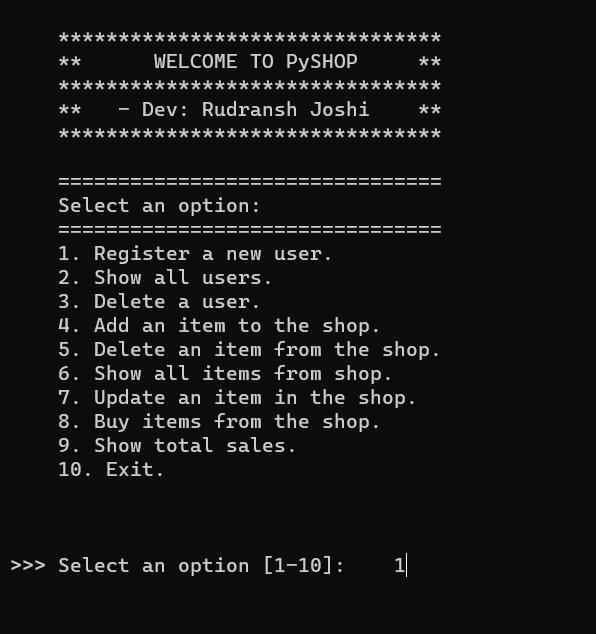 ********************************
**      WELCOME TO PySHOP     **
********************************
**   - Dev: Rudransh Joshi    **
********************************
================================
Select an option:
================================
1. Register a new user.
2. Show all users.
3. Delete a user.
4. Add an item to the shop.
5. Delete an item from the shop.
6. Show all items from shop.
7. Update an item in the shop.
8. Buy items from the shop.
9. Show total sales.
10. Exit.
>>> Select an option [1-10]:    1